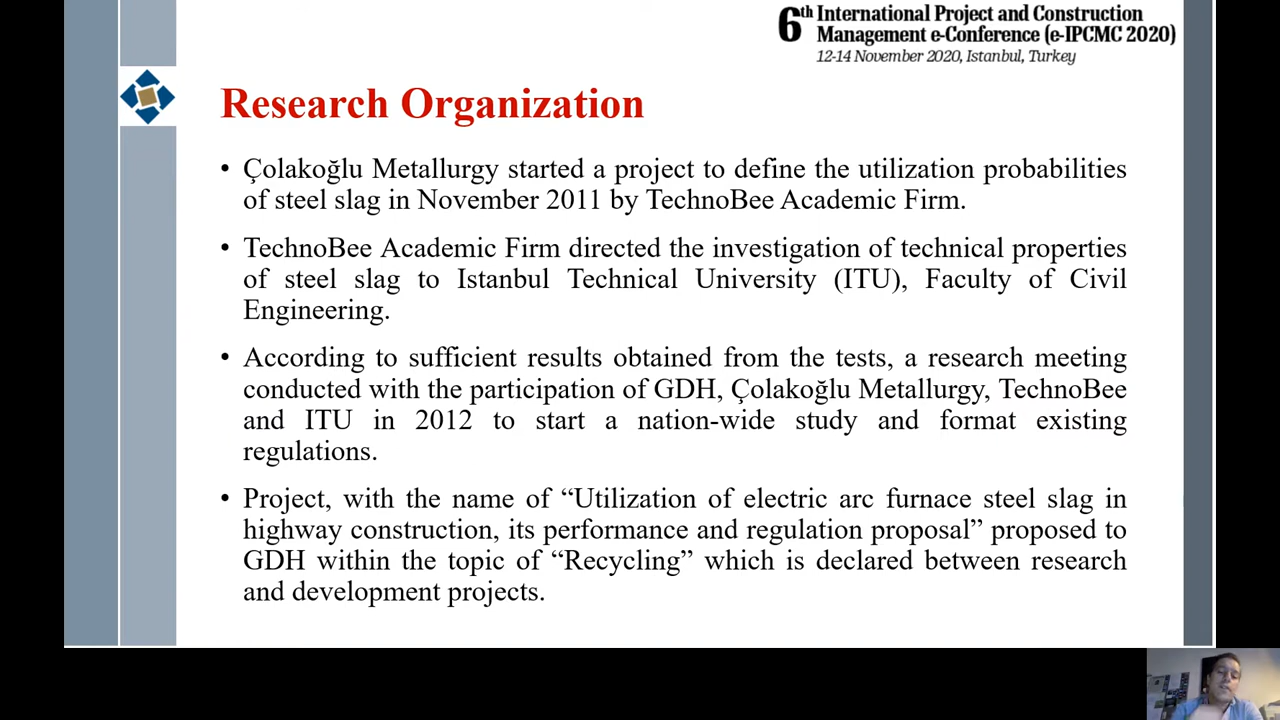 6th International Project and Construction
Management e-Conference (e-IPCMC 2020)
12-14 November 2020, Istanbul, Turkey
Research Organization
• Çolakoğlu Metallurgy started a project to define the utilization probabilities
of steel slag in November 2011 by TechnoBee Academic Firm.
• TechnoBee Academic Firm directed the investigation of technical properties
of steel slag to Istanbul Technical University (ITU), Faculty of Civil
Engineering.
• According to sufficient results obtained from the tests, a research meeting
conducted with the participation of GDH, Çolakoğlu Metallurgy, TechnoBee
and ITU in 2012 to start a nation-wide study and format existing
regulations.
• Project, with the name of “Utilization of electric arc furnace steel slag in
highway construction, its performance and regulation proposal” proposed to
GDH within the topic of “Recycling” which is declared between research
and development projects.